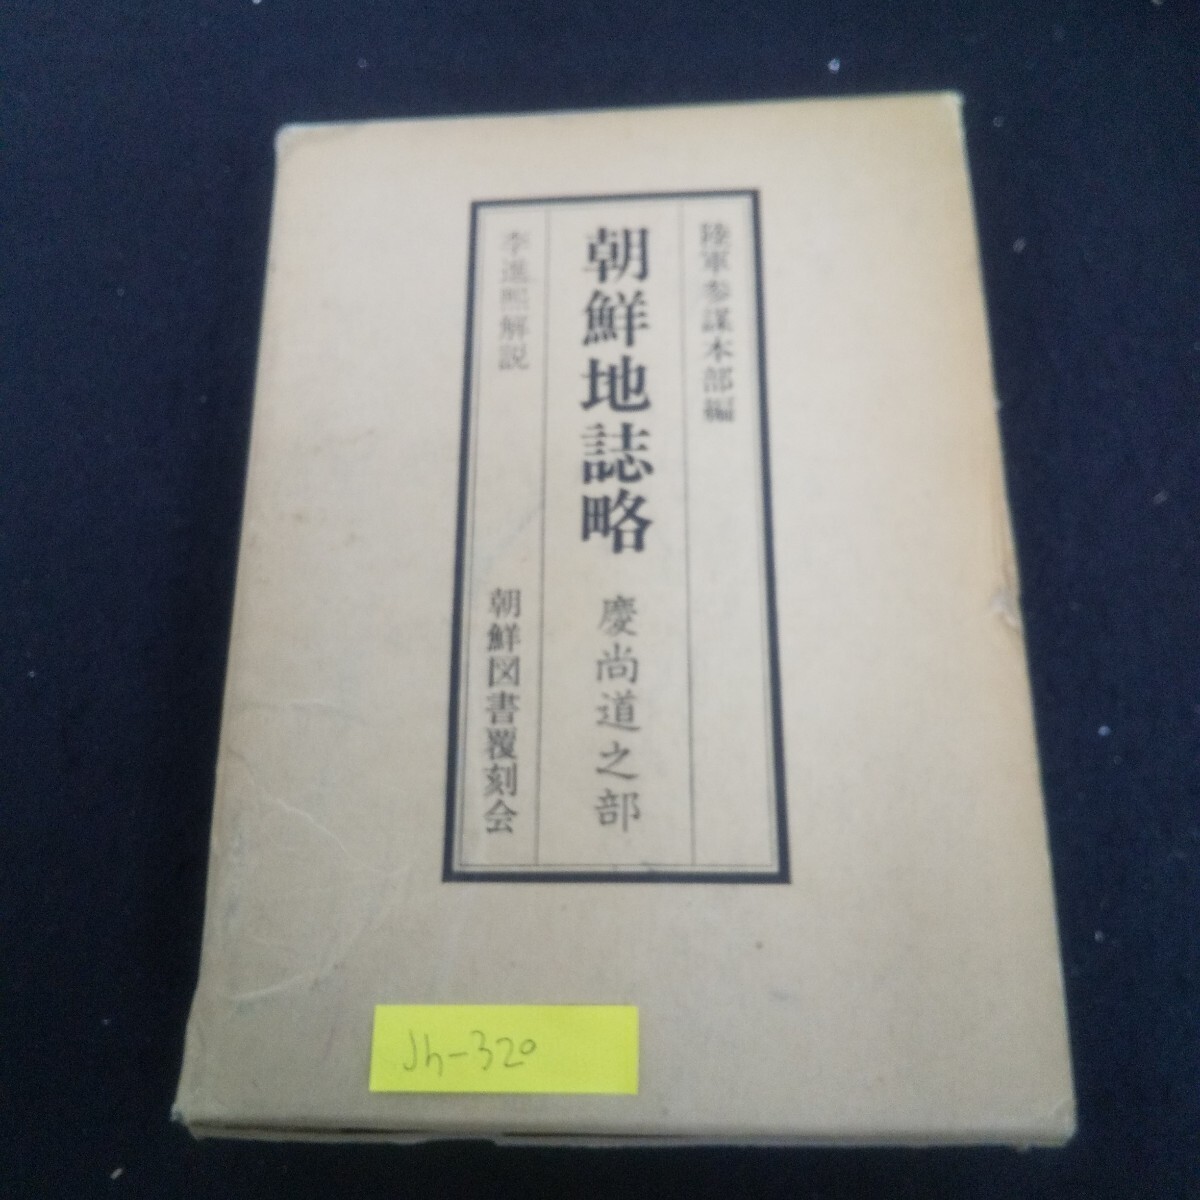 陸軍参謀本部編
朝鮮地誌略 慶尚道之部
李進熙解説
朝鮮図書覆刻会
Jh-320